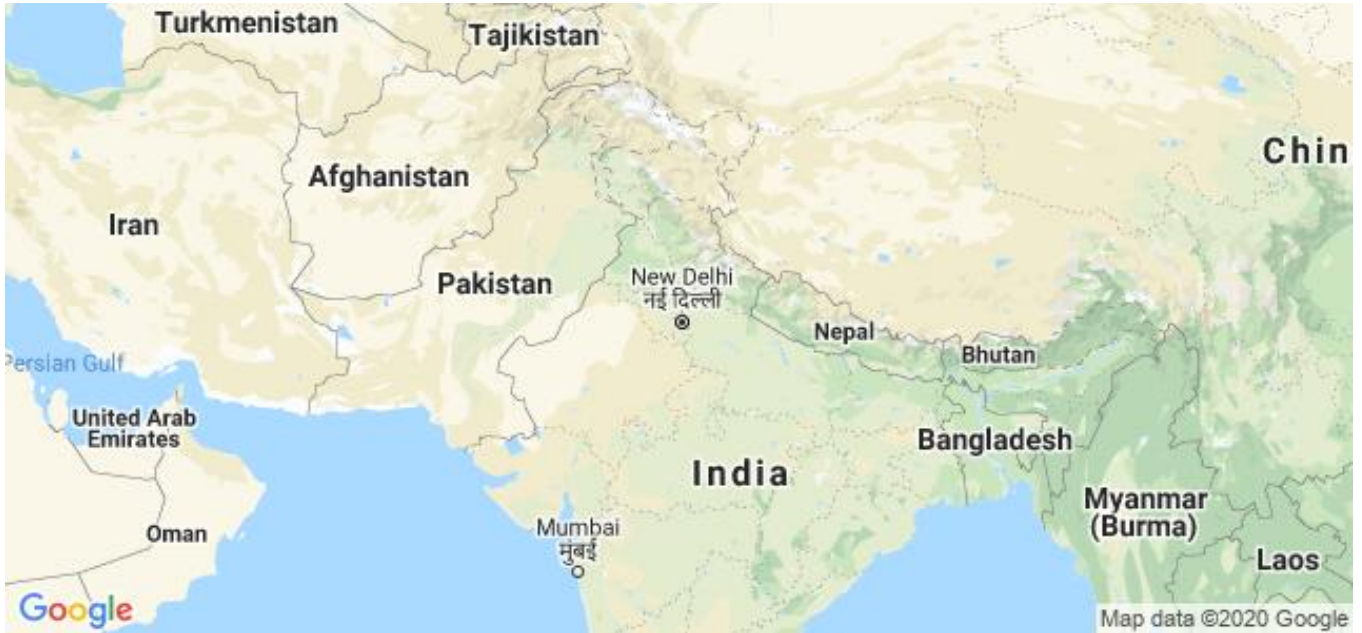 Turkmenistan
Tajikistan
Chin
Afghanistan
Iran
Pakistan
New Delhi
नई दिल्ली
Nepal
Bhutan
Persian Gulf
United Arab
Emirates
Bangladesh
India
Myanmar
(Burma)
Mumbai
मुंबई
Oman
Laos
Google
Map data ©2020 Google